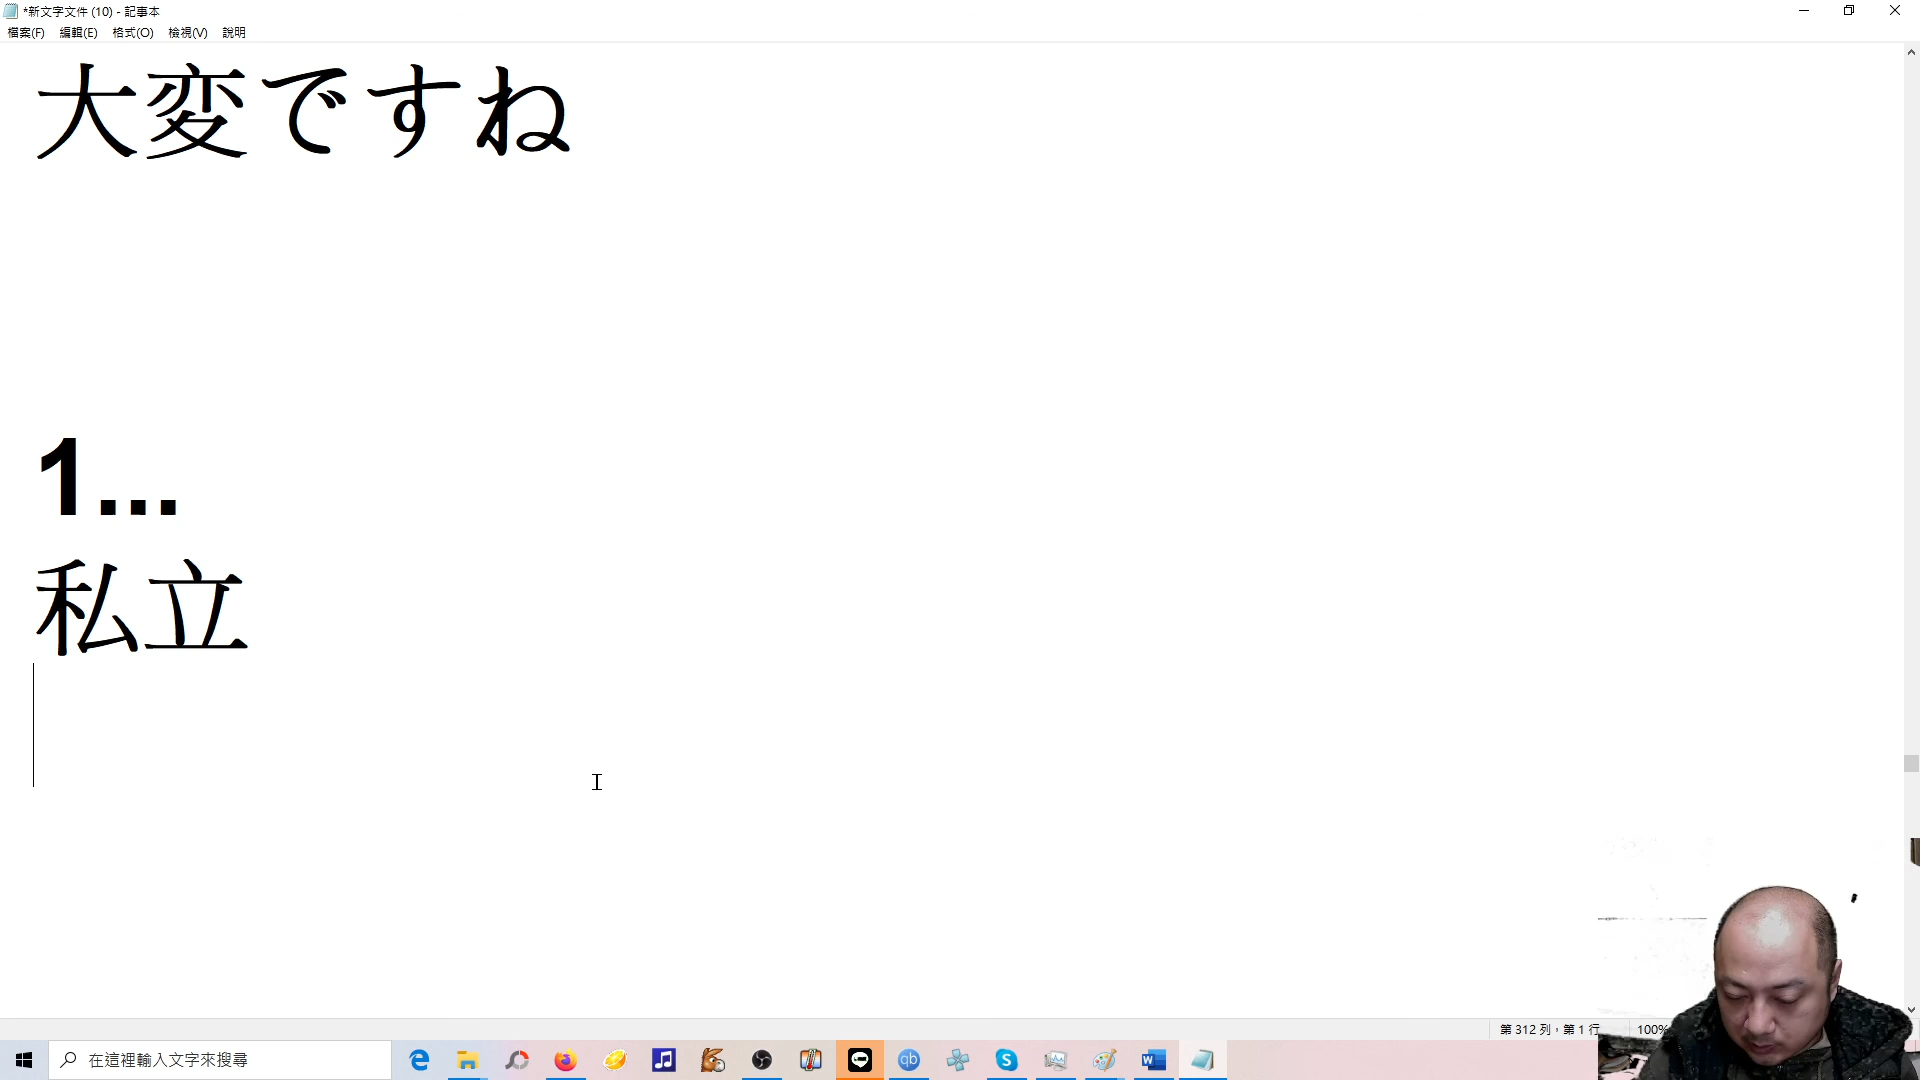 *新文字文件 (10) - 記事本
檔案(F) 編輯(E) 格式(O) 檢視(V) 說明
大変ですね
1...
私立
第 312 列，第 1 行 100%
在這裡輸入文字來搜尋